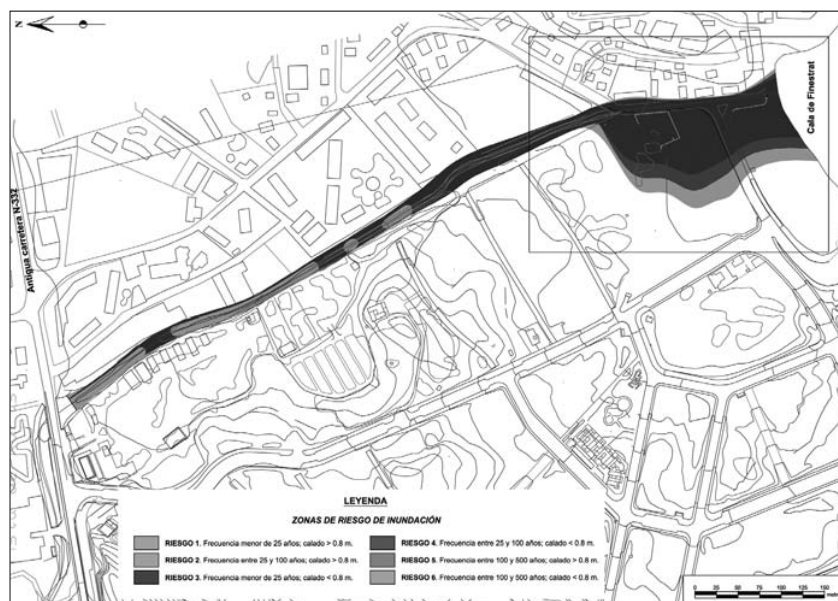 N
Cala de Finestrat
Antigua carretera N-332
LEYENDA
ZONAS DE RIESGO DE INUNDACIÓN
RIESGO 1. Frecuencia menor de 25 años; calado > 0.8 m.
RIESGO 2. Frecuencia entre 25 y 100 años; calado > 0.8 m.
RIESGO 3. Frecuencia menor de 25 años; calado < 0.8 m.
RIESGO 4. Frecuencia entre 25 y 100 años; calado < 0.8 m.
RIESGO 5. Frecuencia entre 100 y 500 años; calado > 0.8 m.
RIESGO 6. Frecuencia entre 100 y 500 años; calado < 0.8 m.
0 25 50 75 100 125 150